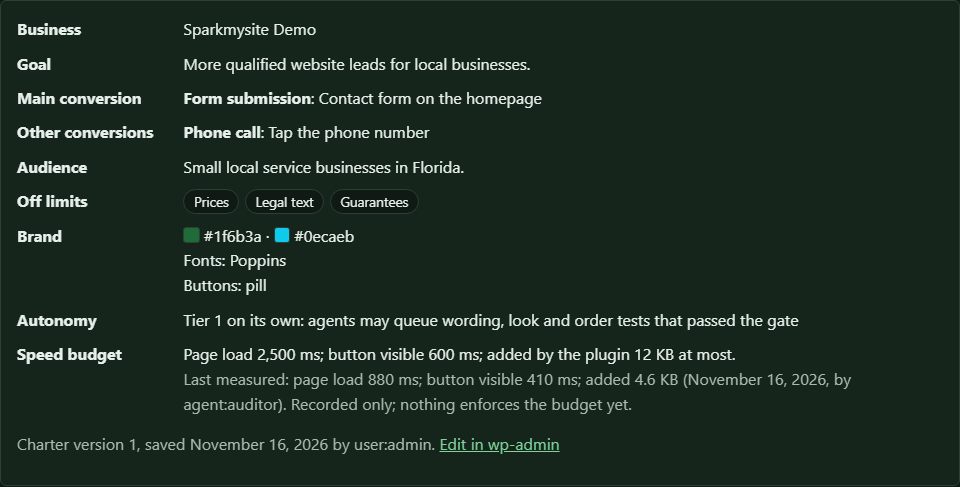 Business Sparkmysite Demo
Goal More qualified website leads for local businesses.
Main conversion Form submission: Contact form on the homepage
Other conversions Phone call: Tap the phone number
Audience Small local service businesses in Florida.
Off limits Prices Legal text Guarantees
Brand #1f6b3a · #0ecaeb
Fonts: Poppins
Buttons: pill
Autonomy Tier 1 on its own: agents may queue wording, look and order tests that passed the gate
Speed budget Page load 2,500 ms; button visible 600 ms; added by the plugin 12 KB at most.
Last measured: page load 880 ms; button visible 410 ms; added 4.6 KB (November 16, 2026, by
agent:auditor). Recorded only; nothing enforces the budget yet.
Charter version 1, saved November 16, 2026 by user:admin. Edit in wp-admin